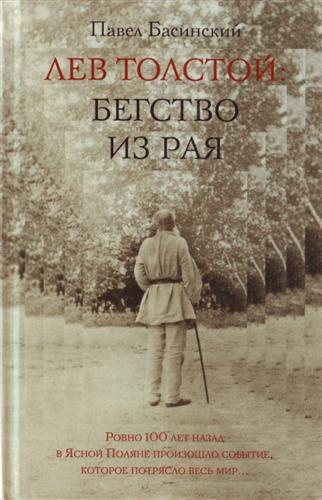 Павел Басинский
ЛЕВ ТОЛСТОЙ:
БЕГСТВО
ИЗ РАЯ
Ровно 100 лет назад
в Ясной Поляне произошло событие,
которое потрясло весь мир...